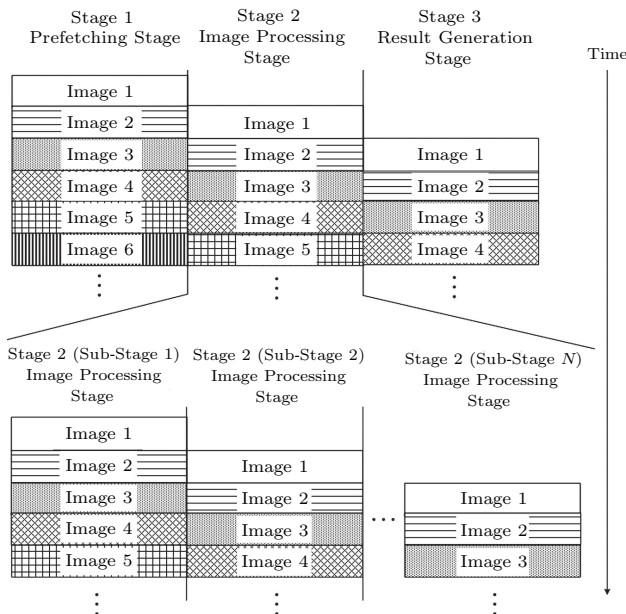 Stage 1
Prefetching Stage
Stage 2
Image Processing
Stage
Stage 3
Result Generation
Stage
Time
Image 1
Image 2
Image 3
Image 4
Image 5
Image 6
⋮
Image 1
Image 2
Image 3
Image 4
Image 5
⋮
Image 1
Image 2
Image 3
Image 4
⋮
Stage 2 (Sub-Stage 1)
Image Processing
Stage
Stage 2 (Sub-Stage 2)
Image Processing
Stage
Stage 2 (Sub-Stage N)
Image Processing
Stage
Image 1
Image 2
Image 3
Image 4
Image 5
⋮
Image 1
Image 2
Image 3
Image 4
⋮
...
Image 1
Image 2
Image 3
⋮